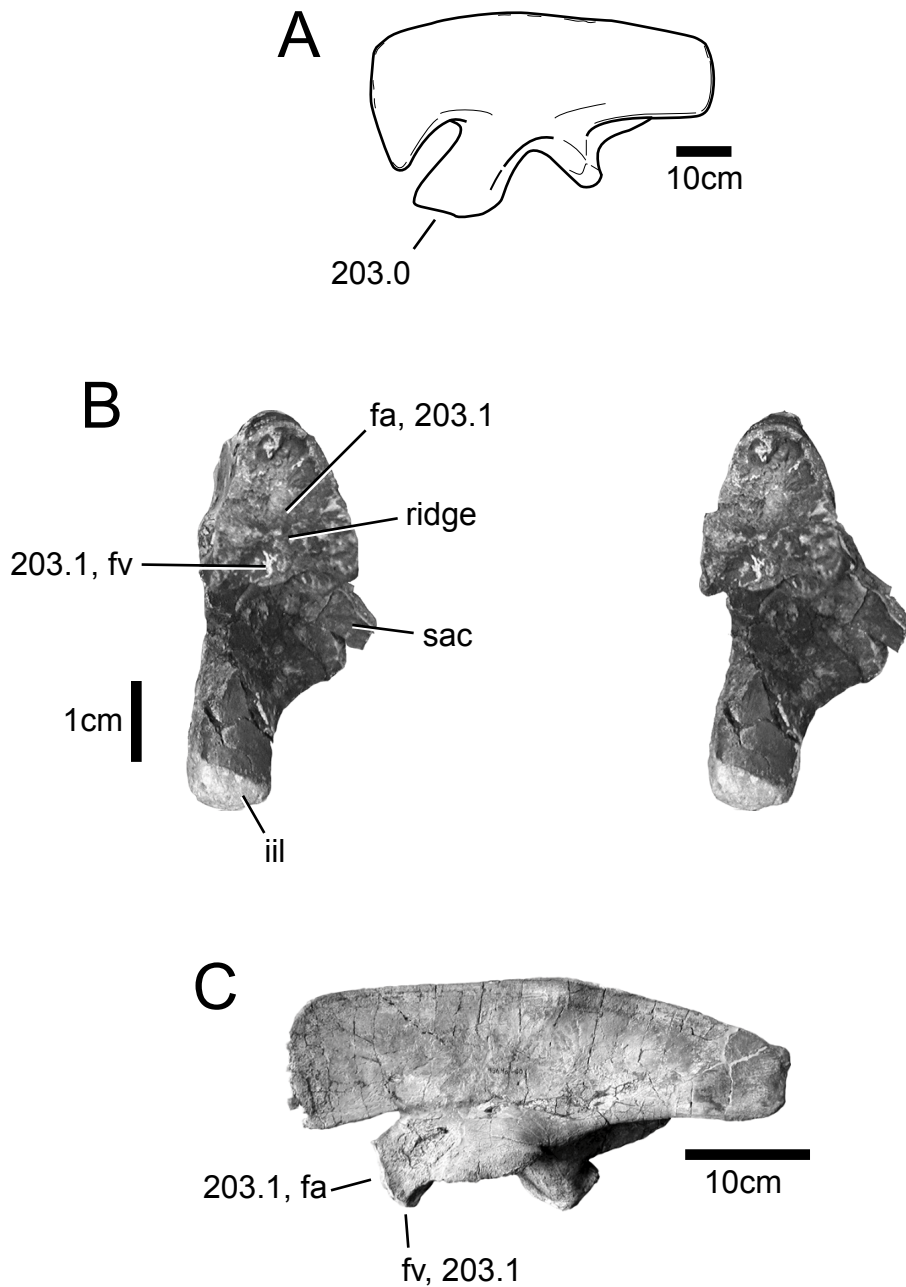 A
10cm
203.0
B
fa, 203.1
ridge
203.1, fv
sac
1cm
iil
C
203.1, fa
10cm
fv, 203.1